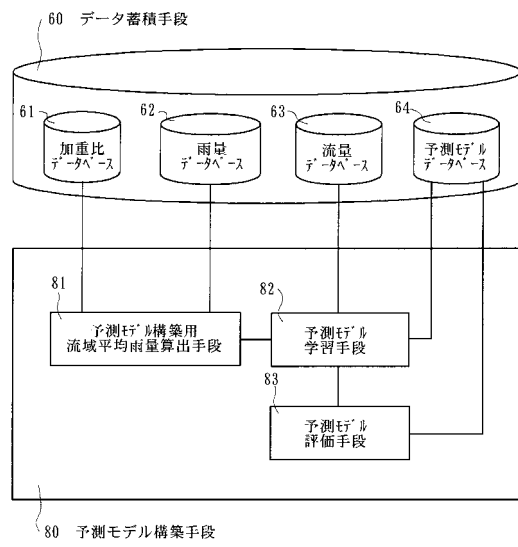 60 データ蓄積手段
61
62
63
64
加重比
データベース
雨量
データベース
流量
データベース
予測モデル
データベース
81
82
予測モデル構築用
流域平均雨量算出手段
予測モデル
学習手段
83
予測モデル
評価手段
80 予測モデル構築手段